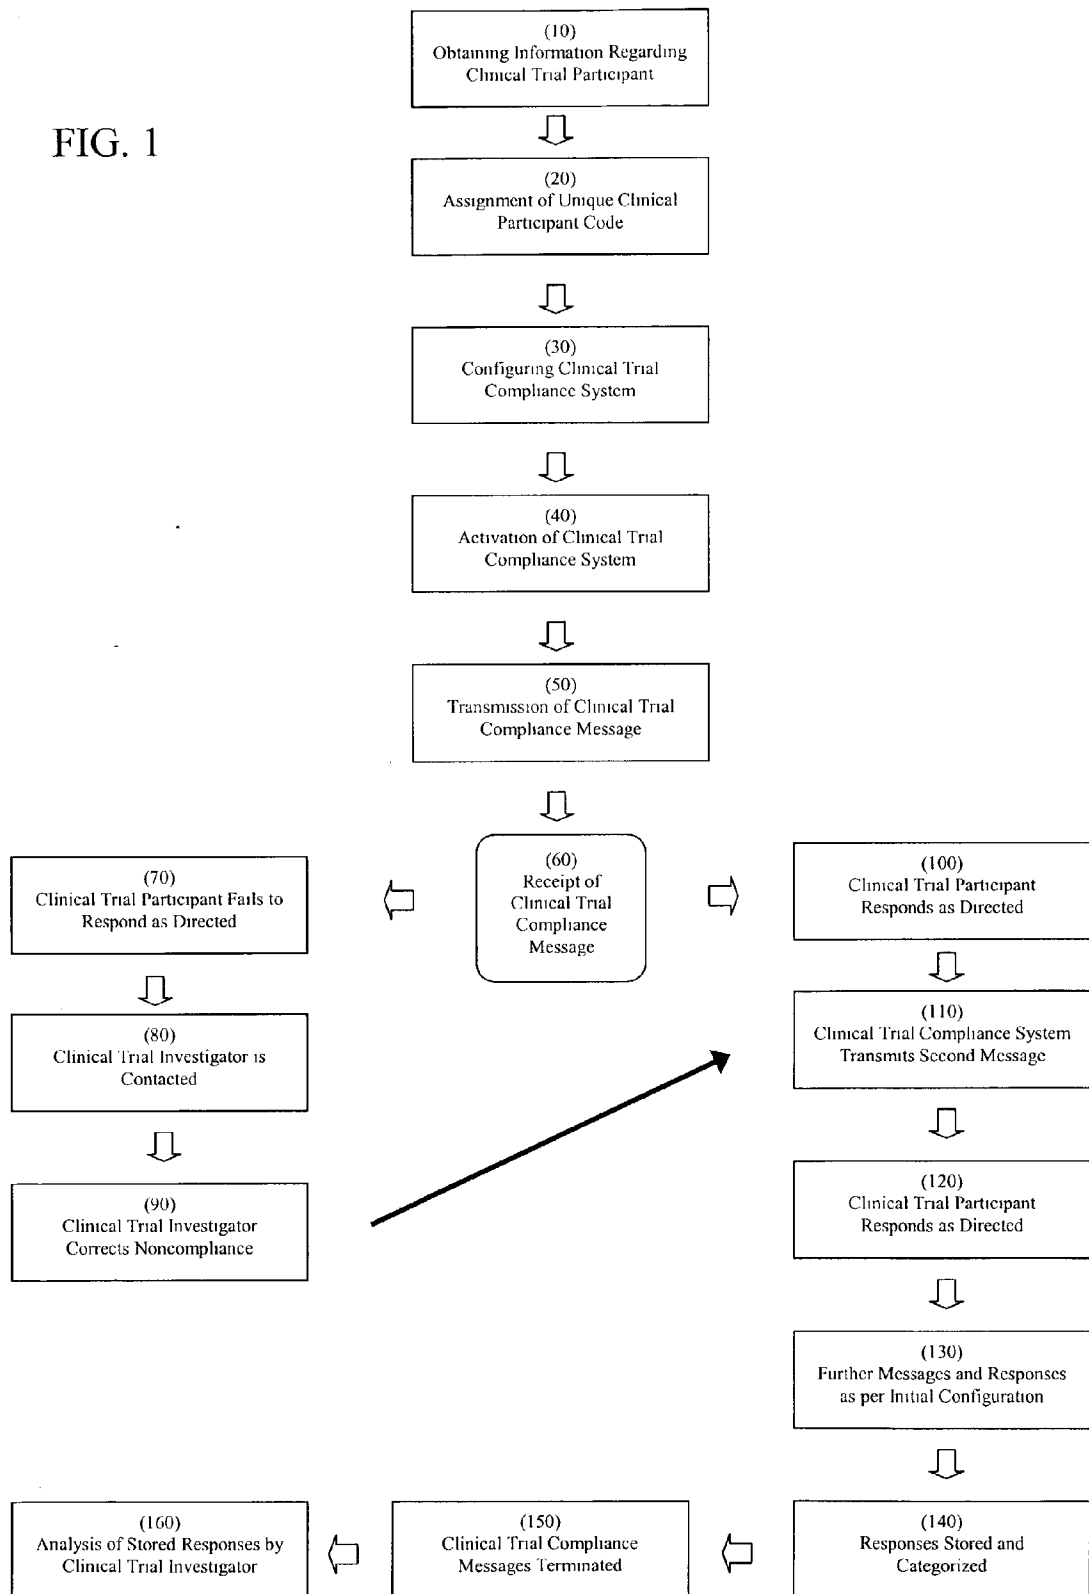 FIG. 1
(10)
Obtaining Information Regarding
Clinical Trial Participant
(20)
Assignment of Unique Clinical
Participant Code
(30)
Configuring Clinical Trial
Compliance System
(40)
Activation of Clinical Trial
Compliance System
(50)
Transmission of Clinical Trial
Compliance Message
(60)
Receipt of
Clinical Trial
Compliance
Message
(70)
Clinical Trial Participant Fails to
Respond as Directed
(80)
Clinical Trial Investigator is
Contacted
(90)
Clinical Trial Investigator
Corrects Noncompliance
(100)
Clinical Trial Participant
Responds as Directed
(110)
Clinical Trial Compliance System
Transmits Second Message
(120)
Clinical Trial Participant
Responds as Directed
(130)
Further Messages and Responses
as per Initial Configuration
(140)
Responses Stored and
Categorized
(150)
Clinical Trial Compliance
Messages Terminated
(160)
Analysis of Stored Responses by
Clinical Trial Investigator